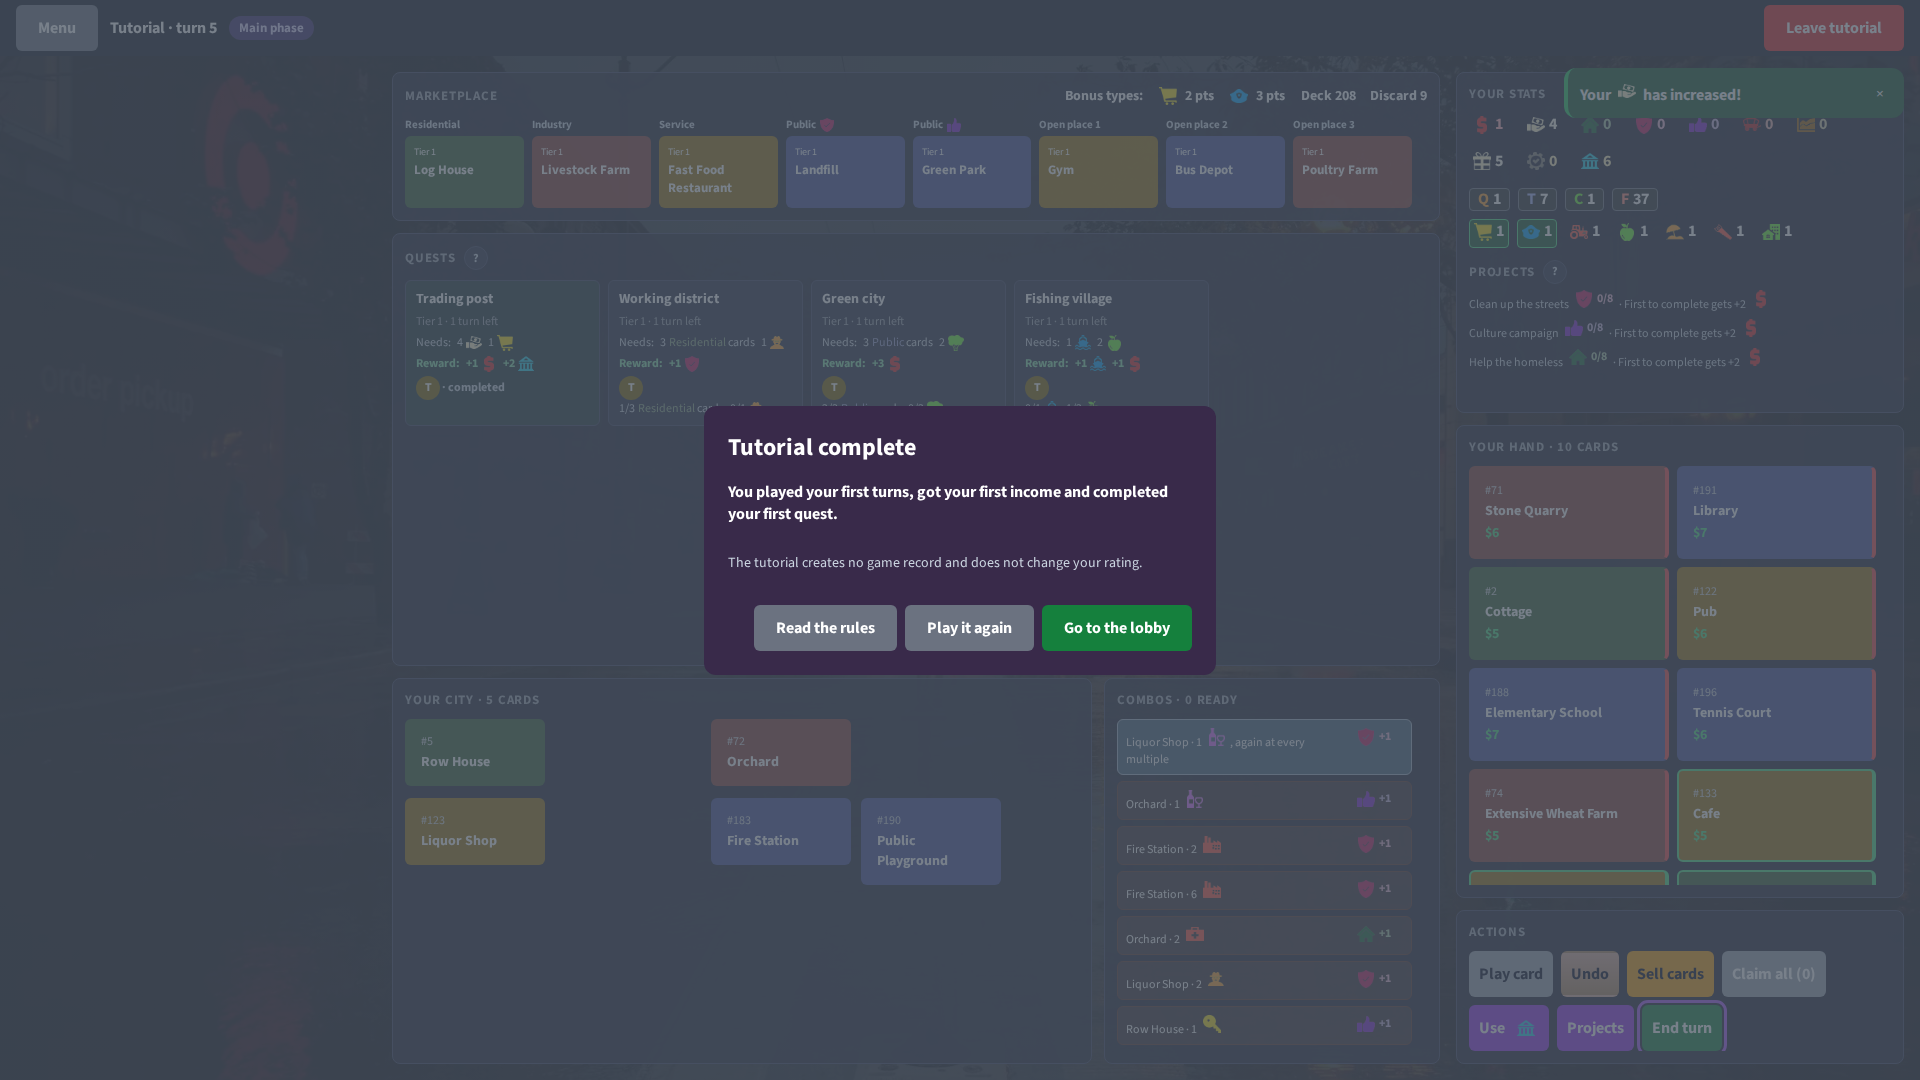 Menu
Tutorial · turn 5
Main phase
Leave tutorial
MARKETPLACE
Bonus types: 2 pts 3 pts Deck 208 Discard 9
Residential
Industry
Service
Public
Public
Open place 1
Open place 2
Open place 3
Tier 1
Log House
Tier 1
Livestock Farm
Tier 1
Fast Food
Restaurant
Tier 1
Landfill
Tier 1
Green Park
Tier 1
Gym
Tier 1
Bus Depot
Tier 1
Poultry Farm
YOUR STATS
Your has increased!
×
1 4 0 0 0 0 0
5 0 6
Q 1 T 7 C 1 F 37
1 1 1 1 1 1 1
PROJECTS ?
Clean up the streets 0/8 · First to complete gets +2
Culture campaign 0/8 · First to complete gets +2
Help the homeless 0/8 · First to complete gets +2
QUESTS ?
Trading post
Tier 1 · 1 turn left
Needs: 4 1
Reward: +1 +2
T · completed
Working district
Tier 1 · 1 turn left
Needs: 3 Residential cards 1
Reward: +1
T
1/3 Residential
Green city
Tier 1 · 1 turn left
Needs: 3 Public cards 2
Reward: +3
T
Fishing village
Tier 1 · 1 turn left
Needs: 1 2
Reward: +1 +1
T
Tutorial complete
You played your first turns, got your first income and completed
your first quest.
The tutorial creates no game record and does not change your rating.
Read the rules
Play it again
Go to the lobby
YOUR HAND · 10 CARDS
#71
Stone Quarry
$6
#191
Library
$7
#2
Cottage
$5
#122
Pub
$6
#188
Elementary School
$7
#196
Tennis Court
$6
#74
Extensive Wheat Farm
$5
#133
Cafe
$5
YOUR CITY · 5 CARDS
#5
Row House
#72
Orchard
#123
Liquor Shop
#183
Fire Station
#190
Public
Playground
COMBOS · 0 READY
Liquor Shop · 1 , again at every +1
multiple
Orchard · 1 +1
Fire Station · 2 +1
Fire Station · 6 +1
Orchard · 2 +1
Liquor Shop · 2 +1
Row House · 1 +1
ACTIONS
Play card
Undo
Sell cards
Claim all (0)
Use
Projects
End turn